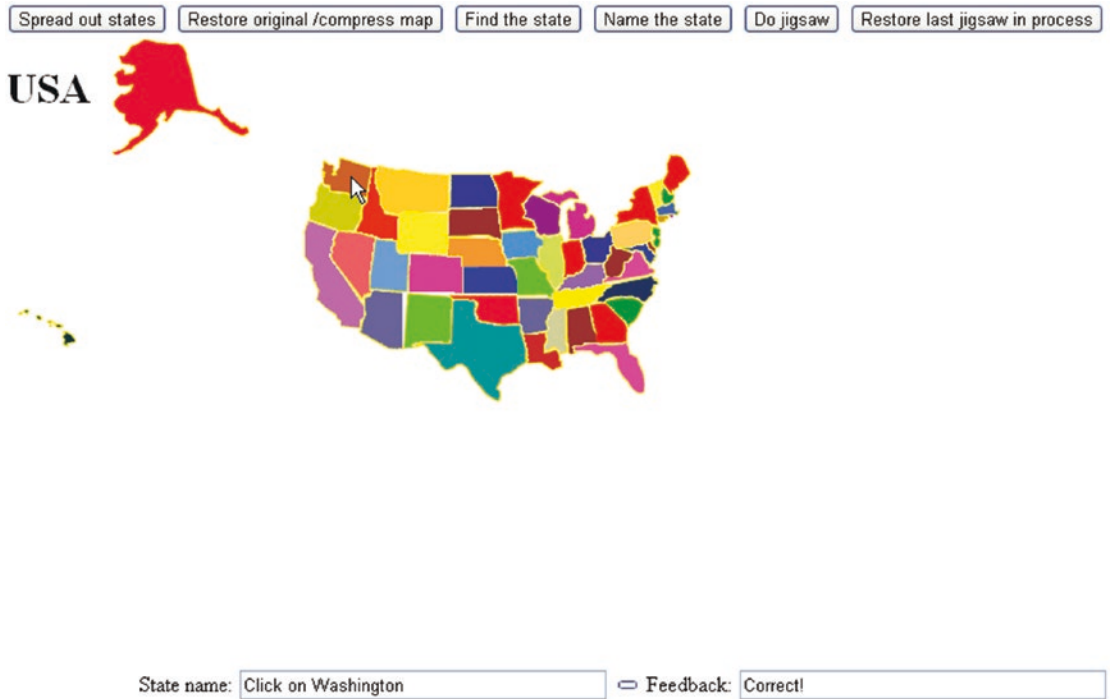 Spread out states Restore original /compress map Find the state Name the state Do jigsaw Restore last jigsaw in process
USA
State name: Click on Washington Feedback: Correct!